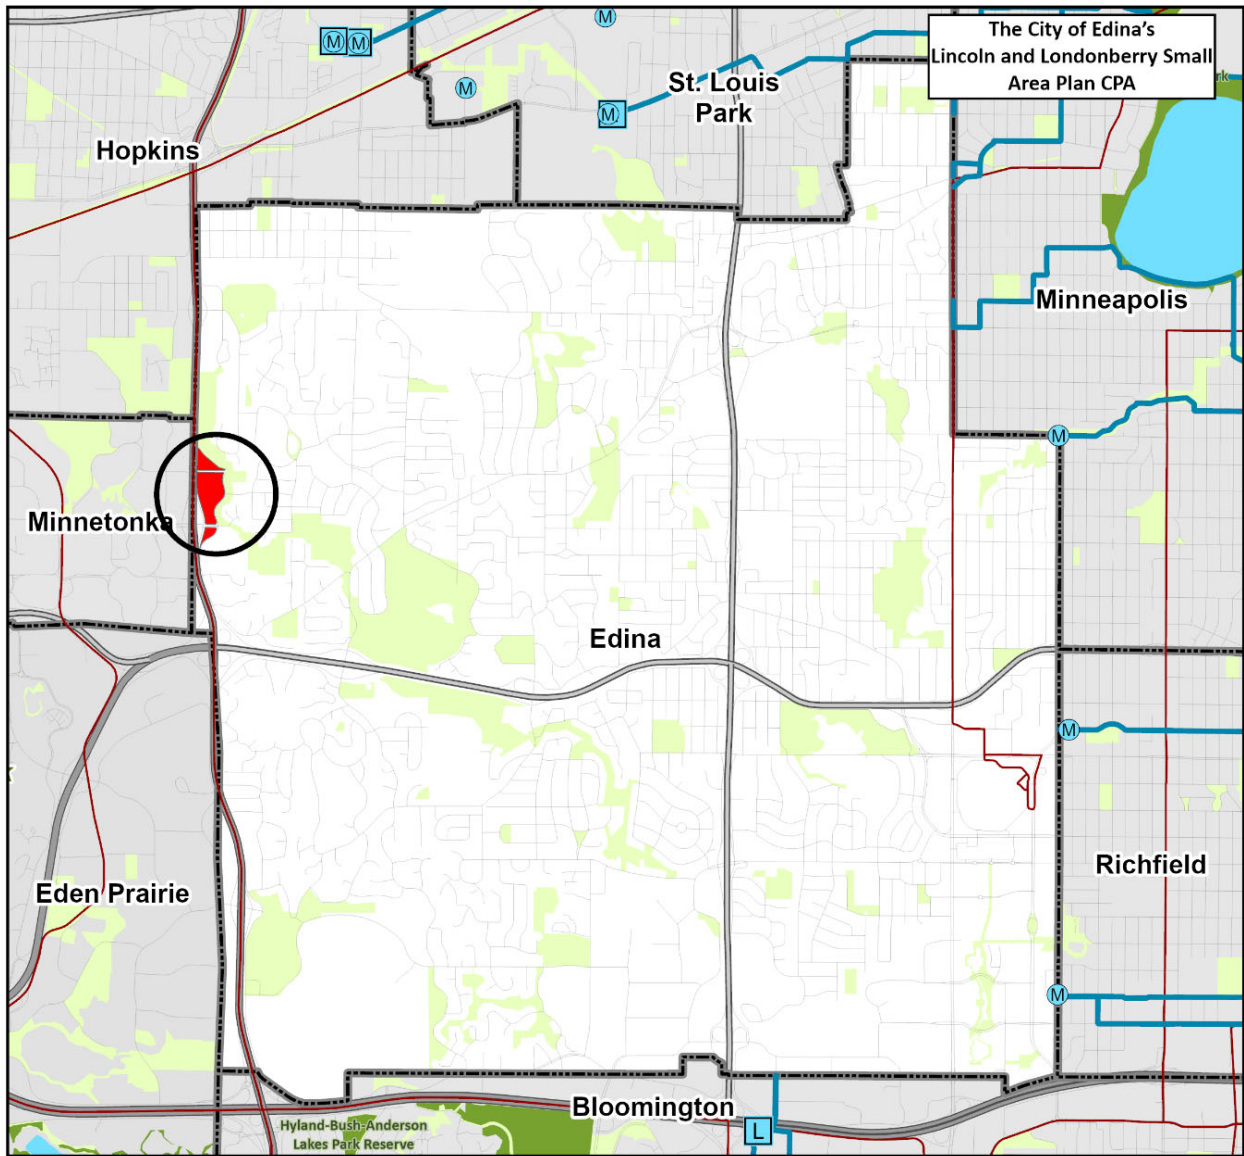 The City of Edina's
Lincoln and Londonberry Small
Area Plan CPA
M
M
M
M
M
St. Louis
Park
Hopkins
Minneapolis
M
Minnetonka
Edina
M
Eden Prairie
Richfield
M
Bloomington
L
Hyland-Bush-Anderson
Lakes Park Reserve